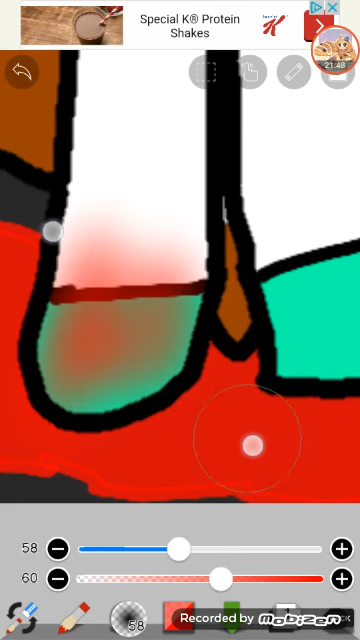 Special K® Protein
Shakes
21:48
58
60
58
Recorded by mobizen